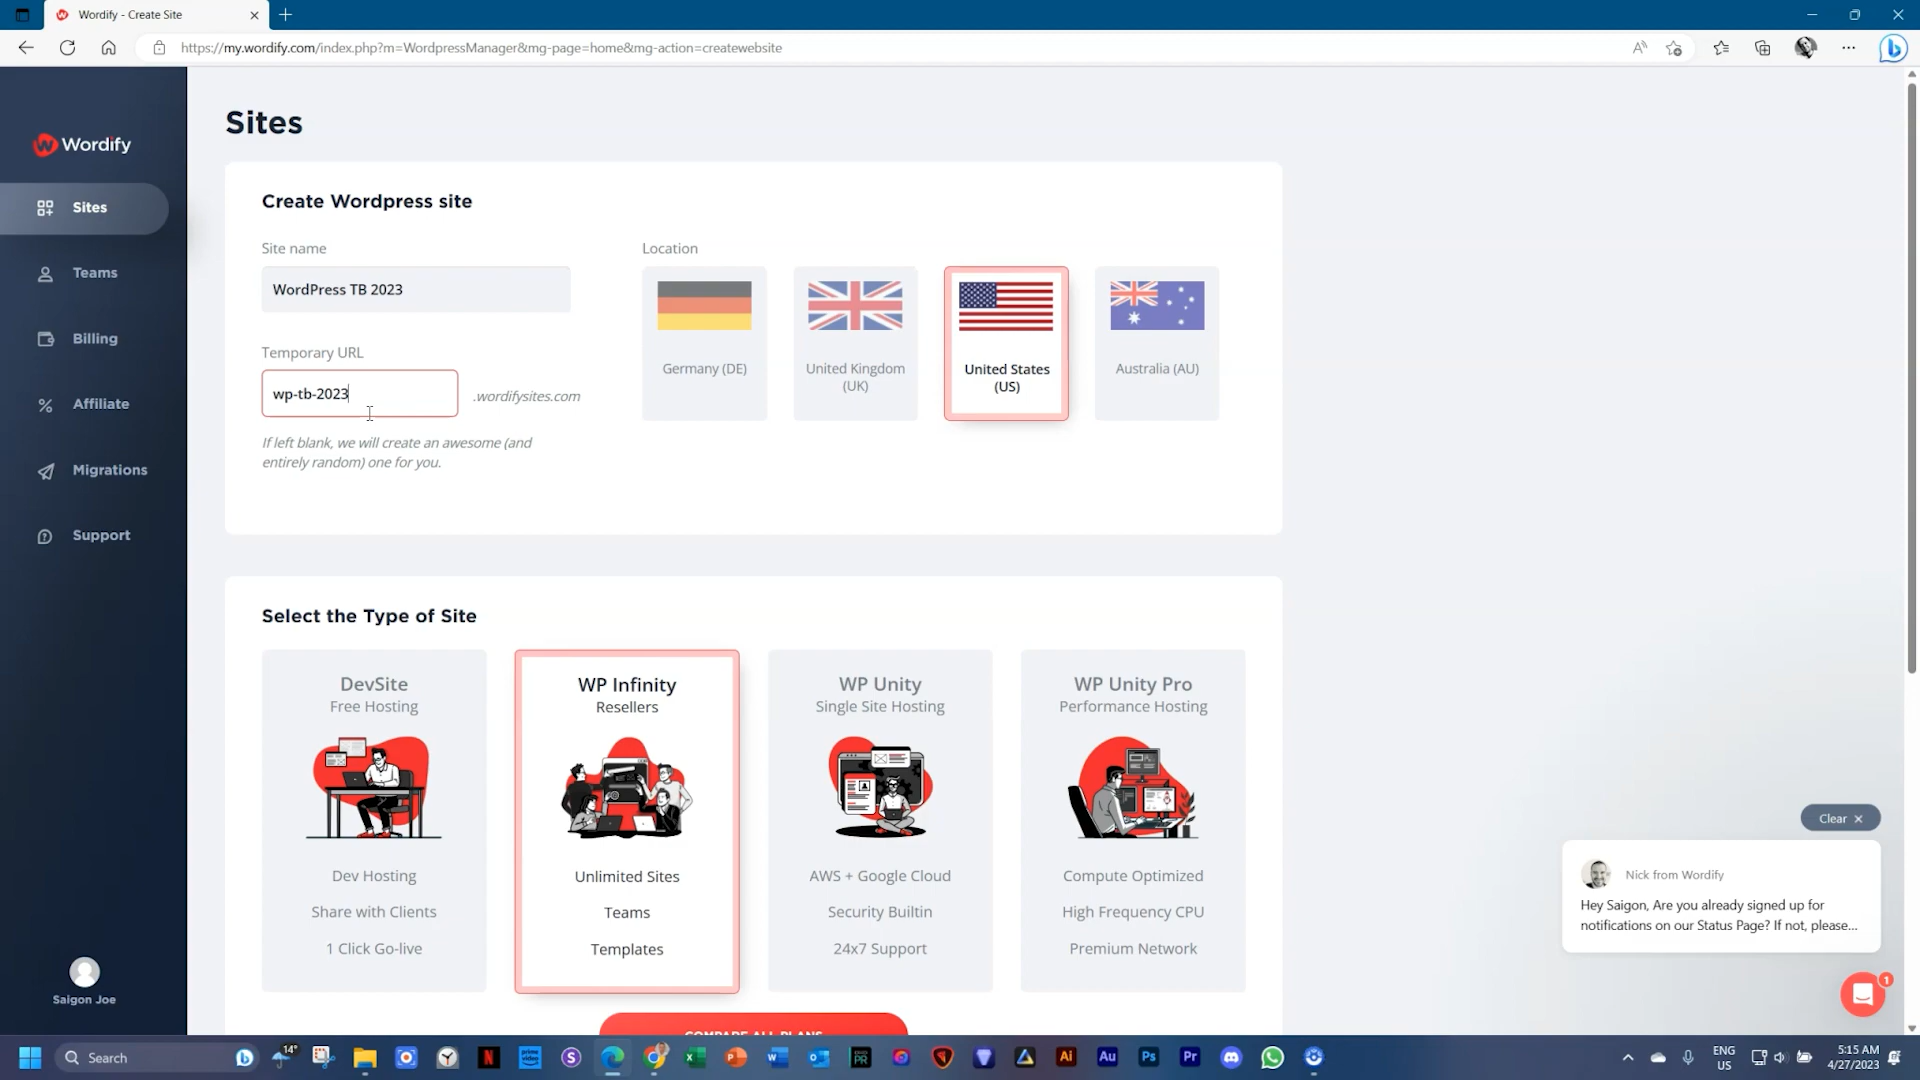 Wordify - Create Site
https://my.wordify.com/index.php?m=WordpressManager&mg-page=home&mg-action=createwebsite
Wordify
Sites
Teams
Billing
Affiliate
Migrations
Support
Saigon Joe
Sites
Create Wordpress site
Site name
WordPress TB 2023
Temporary URL
wp-tb-2023
.wordifysites.com
If left blank, we will create an awesome (and
entirely random) one for you.
Location
Germany (DE)
United Kingdom
(UK)
United States
(US)
Australia (AU)
Select the Type of Site
DevSite
Free Hosting
Dev Hosting
Share with Clients
1 Click Go-live
WP Infinity
Resellers
Unlimited Sites
Teams
Templates
WP Unity
Single Site Hosting
AWS + Google Cloud
Security Builtin
24x7 Support
WP Unity Pro
Performance Hosting
Compute Optimized
High Frequency CPU
Premium Network
COMPARE ALL PLANS
Clear
Nick from Wordify
Hey Saigon, Are you already signed up for
notifications on our Status Page? If not, please...
1
Search
14°
ENG
US
5:15 AM
4/27/2023